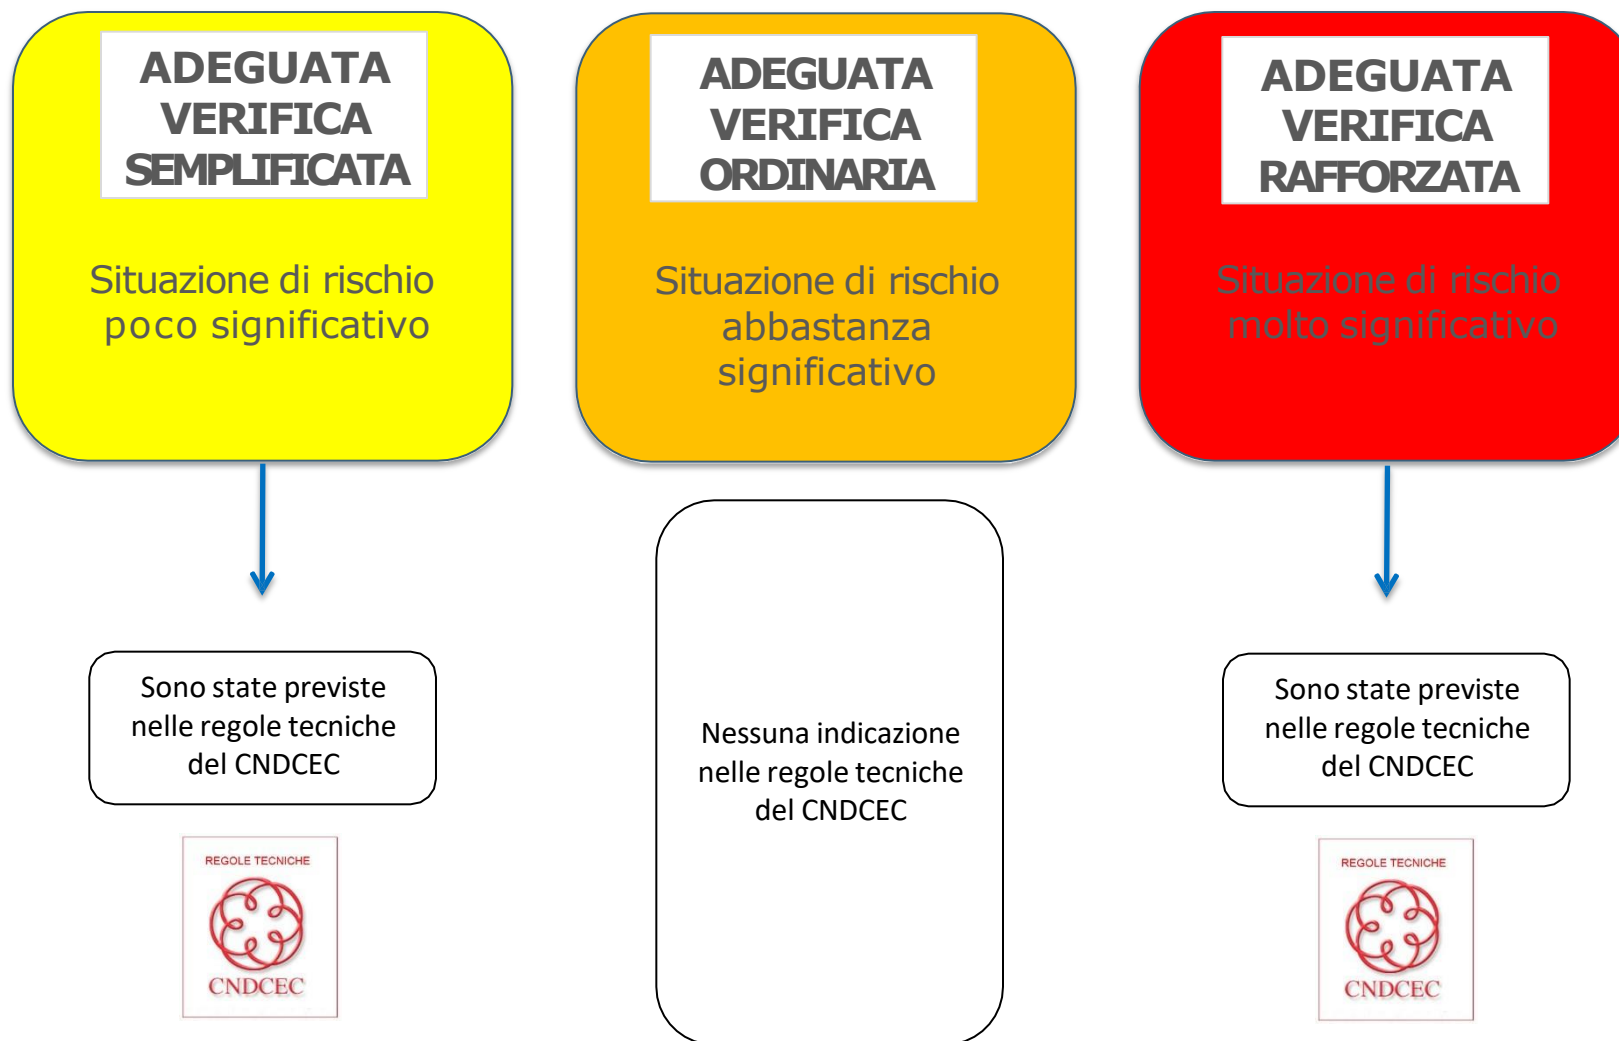 ADEGUATA
VERIFICA
SEMPLIFICATA
Situazione di rischio
poco significativo
ADEGUATA
VERIFICA
ORDINARIA
Situazione di rischio
abbastanza
significativo
ADEGUATA
VERIFICA
RAFFORZATA
Situazione di rischio
molto significativo
Sono state previste
nelle regole tecniche
del CNDCEC
REGOLE TECNICHE
CNDCEC
Nessuna indicazione
nelle regole tecniche
del CNDCEC
Sono state previste
nelle regole tecniche
del CNDCEC
REGOLE TECNICHE
CNDCEC